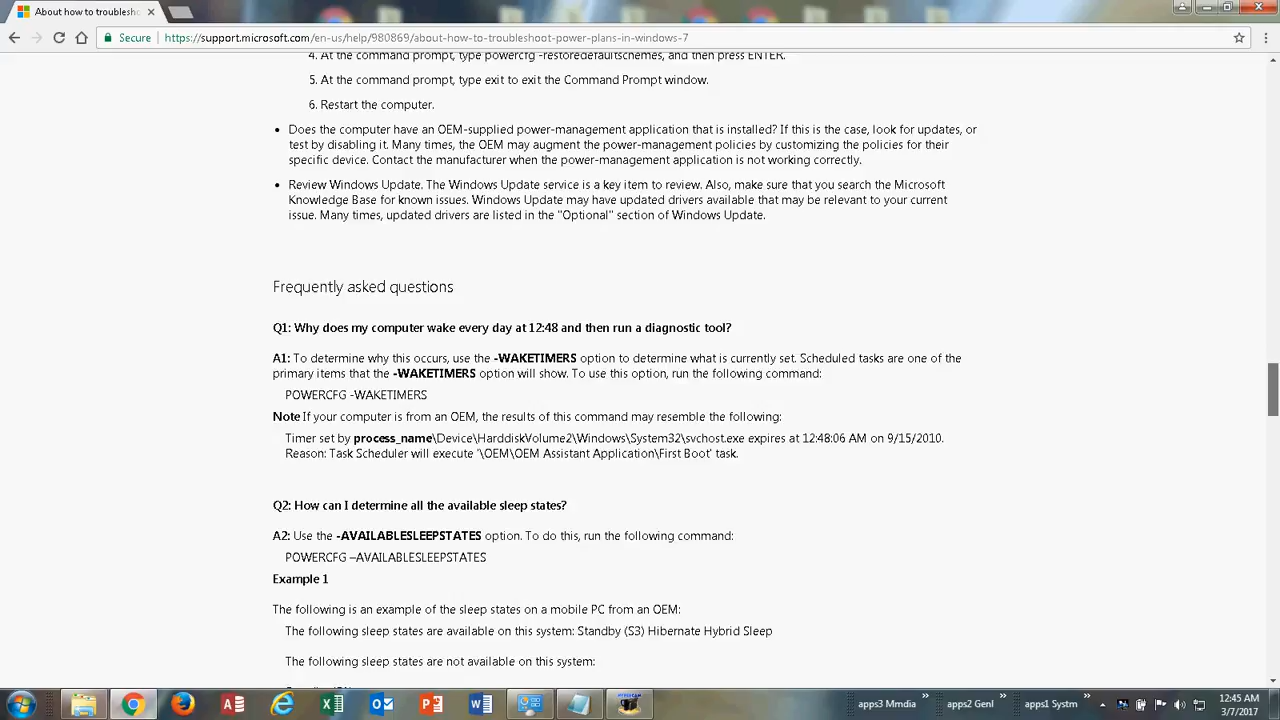 About how to troublesho
Secure
https://support.microsoft.com/en-us/help/980869/about-how-to-troubleshoot-power-plans-in-windows-7
4. At the command prompt, type powercfg -restoredefaultschemes, and then press ENTER.
5. At the command prompt, type exit to exit the Command Prompt window.
6. Restart the computer.
• Does the computer have an OEM-supplied power-management application that is installed? If this is the case, look for updates, or
test by disabling it. Many times, the OEM may augment the power-management policies by customizing the policies for their
specific device. Contact the manufacturer when the power-management application is not working correctly.
• Review Windows Update. The Windows Update service is a key item to review. Also, make sure that you search the Microsoft
Knowledge Base for known issues. Windows Update may have updated drivers available that may be relevant to your current
issue. Many times, updated drivers are listed in the "Optional" section of Windows Update.
Frequently asked questions
Q1: Why does my computer wake every day at 12:48 and then run a diagnostic tool?
A1: To determine why this occurs, use the -WAKETIMERS option to determine what is currently set. Scheduled tasks are one of the
primary items that the -WAKETIMERS option will show. To use this option, run the following command:
POWERCFG -WAKETIMERS
Note If your computer is from an OEM, the results of this command may resemble the following:
Timer set by process_name\Device\HarddiskVolume2\Windows\System32\svchost.exe expires at 12:48:06 AM on 9/15/2010.
Reason: Task Scheduler will execute '\OEM\OEM Assistant Application\First Boot' task.
Q2: How can I determine all the available sleep states?
A2: Use the -AVAILABLESLEEPSTATES option. To do this, run the following command:
POWERCFG –AVAILABLESLEEPSTATES
Example 1
The following is an example of the sleep states on a mobile PC from an OEM:
The following sleep states are available on this system: Standby (S3) Hibernate Hybrid Sleep
The following sleep states are not available on this system:
apps3 Mmdia » apps2 Genl » apps1 Systm »
12:45 AM
3/7/2017